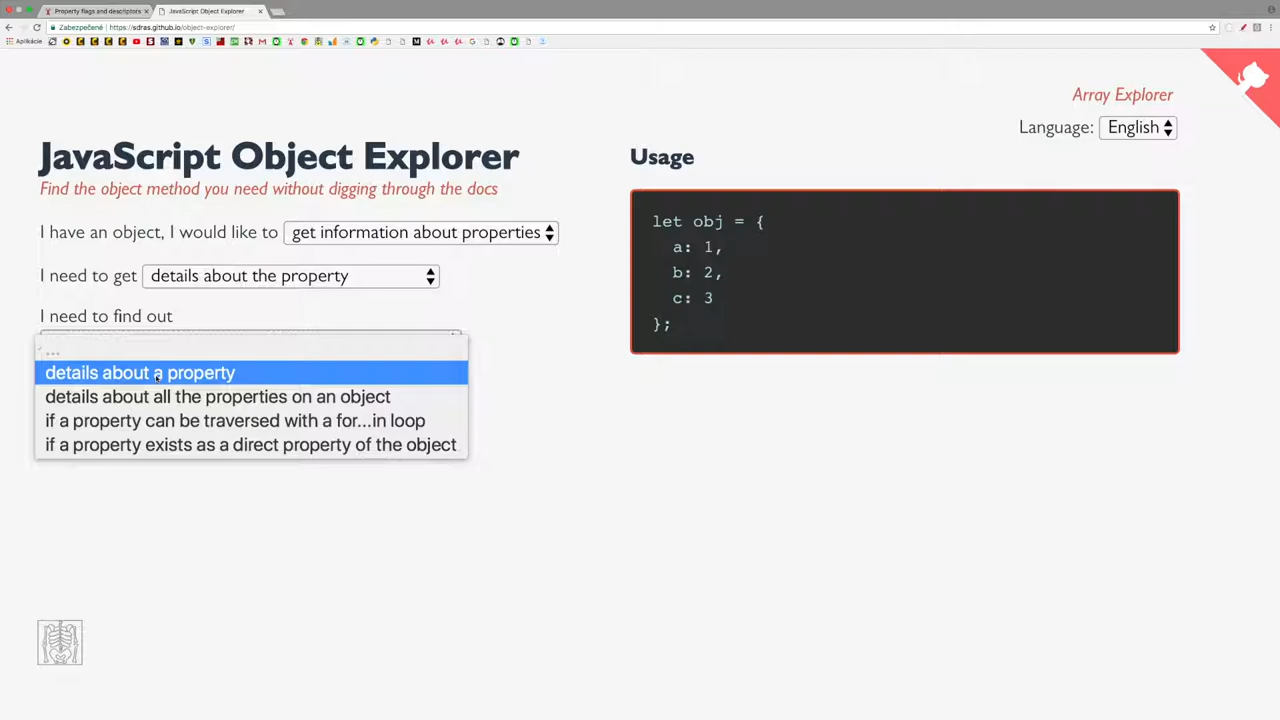 Property flags and descriptors
JavaScript Object Explorer
Zabezpečené
https://sdras.github.io/object-explorer/
Aplikácie
Array Explorer
Language: English
JavaScript Object Explorer
Find the object method you need without digging through the docs
I have an object, I would like to get information about properties
I need to get details about the property
I need to find out
...
details about a property
details about all the properties on an object
if a property can be traversed with a for...in loop
if a property exists as a direct property of the object
Usage
let obj = {
a: 1,
b: 2,
c: 3
};